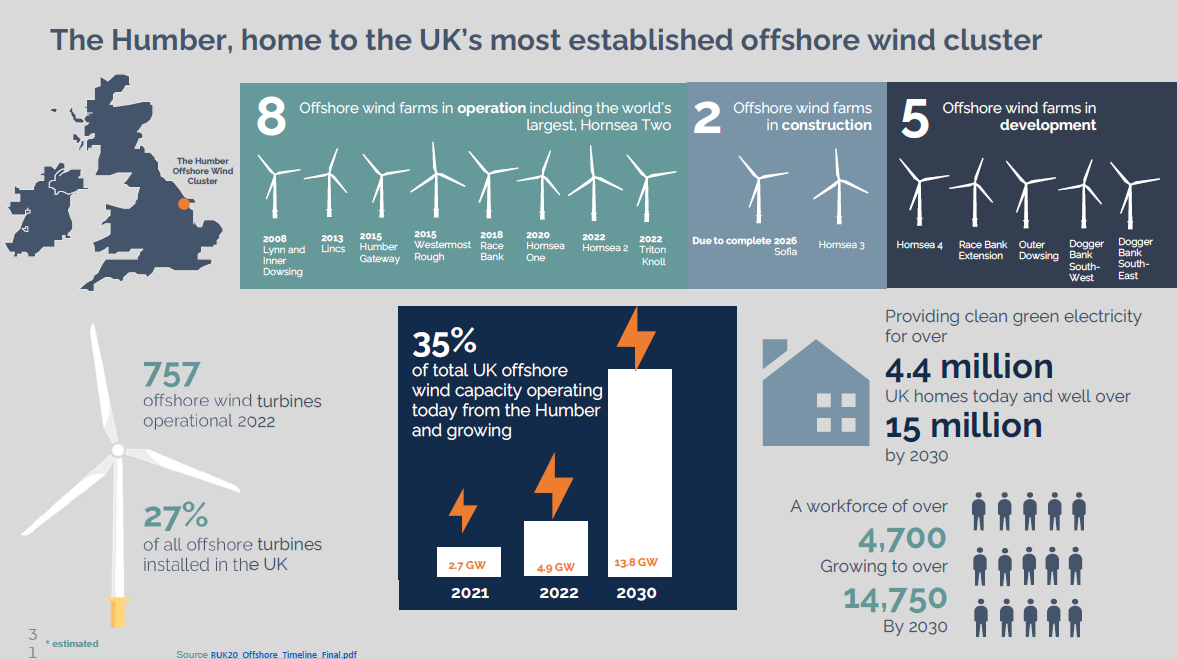 The Humber, home to the UK's most established offshore wind cluster
The Humber
Offshore Wind
Cluster
8
Offshore wind farms in operation including the world's
largest, Hornsea Two
2008
Lynn and
Inner
Dowsing
2013
Lincs
2015
Humber
Gateway
2015
Westermost
Rough
2018
Race
Bank
2020
Hornsea
One
2022
Hornsea 2
2022
Triton
Knoll
2
Offshore wind farms
in construction
Due to complete 2026
Sofia
Hornsea 3
5
Offshore wind farms in
development
Hornsea 4
Race Bank
Extension
Outer
Dowsing
Dogger
Bank
South-
West
Dogger
Bank
South-
East
757
offshore wind turbines
operational 2022
27%
of all offshore turbines
installed in the UK
35%
of total UK offshore
wind capacity operating
today from the Humber
and growing
2.7 GW
4.9 GW
13.8 GW
2021
2022
2030
Providing clean green electricity
for over
4.4 million
UK homes today and well over
15 million
by 2030
A workforce of over
4,700
Growing to over
14,750
By 2030
3
1
* estimated
Source RUK20_Offshore_Timeline_Final.pdf